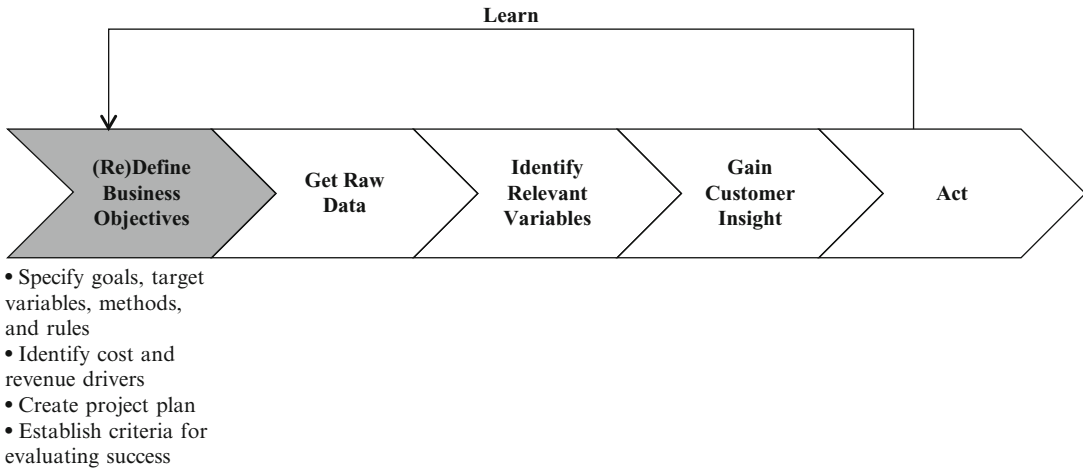 Learn
(Re)Define
Business
Objectives
Get Raw
Data
Identify
Relevant
Variables
Gain
Customer
Insight
Act
• Specify goals, target
variables, methods,
and rules
• Identify cost and
revenue drivers
• Create project plan
• Establish criteria for
evaluating success